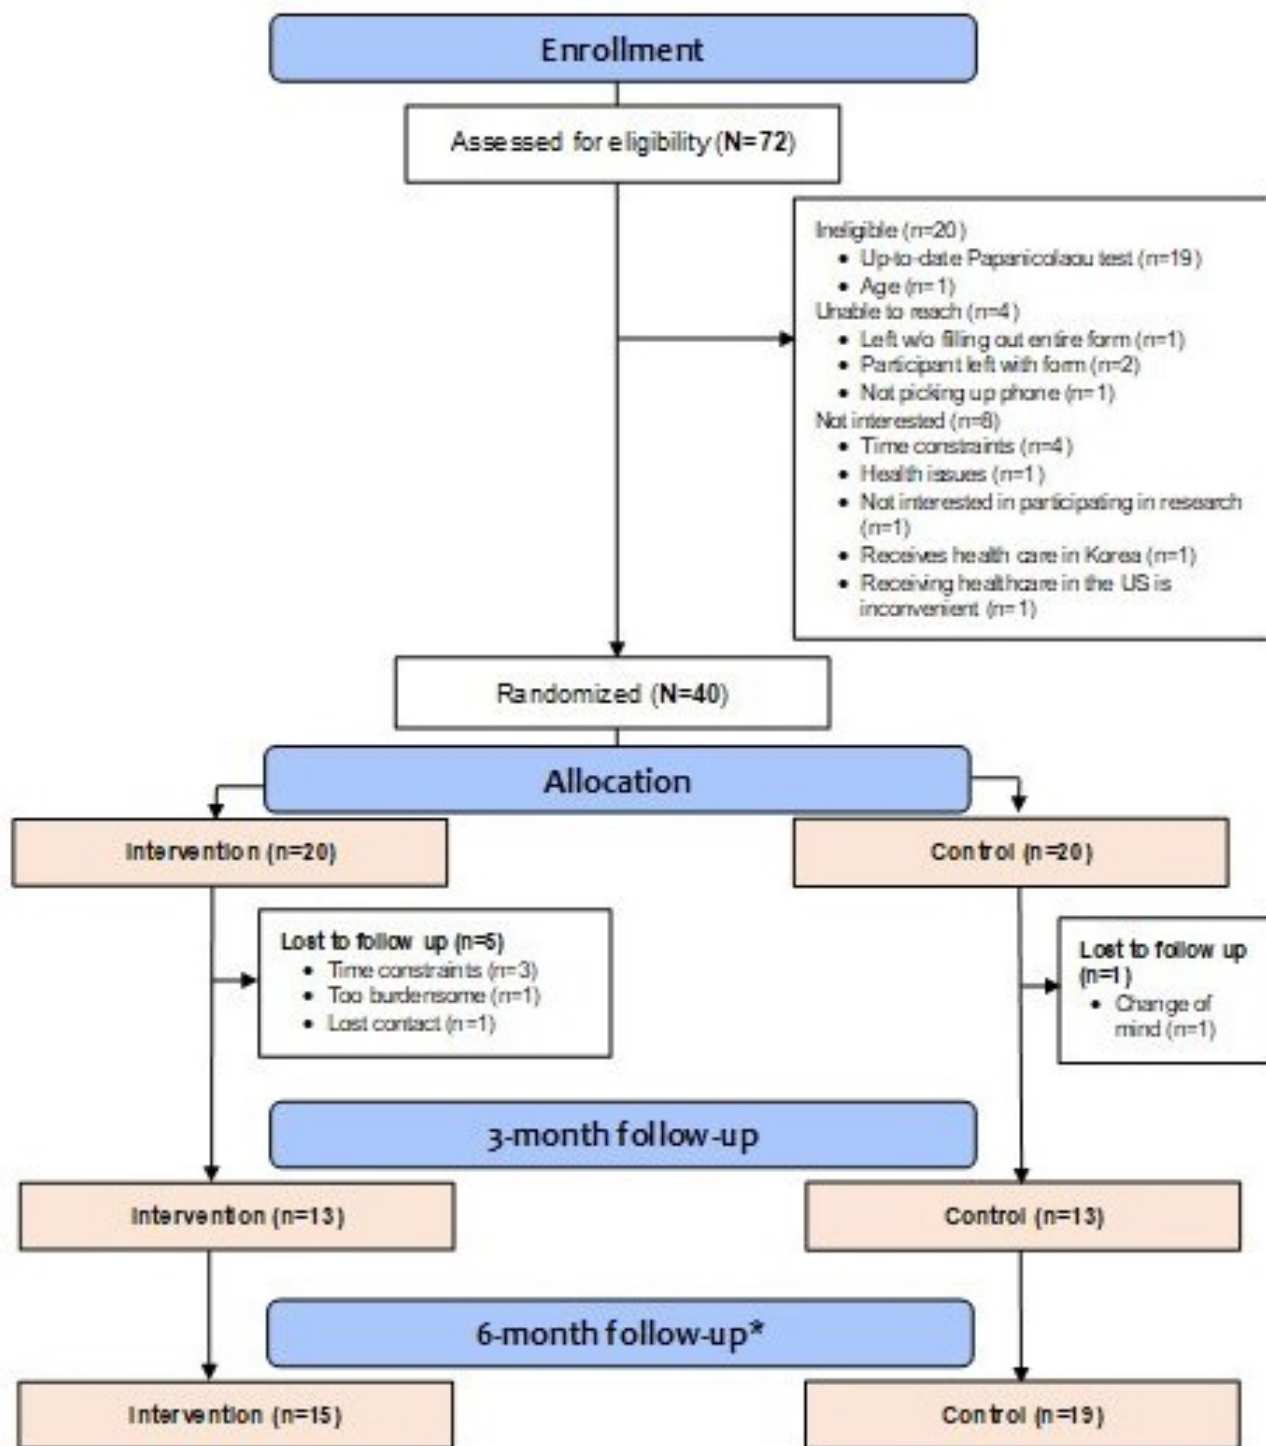 Enrollment
Assessed for eligibility (N=72)
Ineligible (n=20)
• Up-to-date Papanicolaou test (n=19)
• Age (n=1)
Unable to reach (n=4)
• Left w/o filling out entire form (n=1)
• Participant left with form (n=2)
• Not picking up phone (n=1)
Not interested (n=8)
• Time constraints (n=4)
• Health issues (n=1)
• Not interested in participating in research
(n=1)
• Receives health care in Korea (n=1)
• Receiving healthcare in the US is
inconvenient (n=1)
Randomized (N=40)
Allocation
Intervention (n=20)
Control (n=20)
Lost to follow up (n=5)
• Time constraints (n=3)
• Too burdensome (n=1)
• Lost contact (n=1)
Lost to follow up
(n=1)
• Change of
mind (n=1)
3-month follow-up
Intervention (n=13)
Control (n=13)
6-month follow-up*
Intervention (n=15)
Control (n=19)